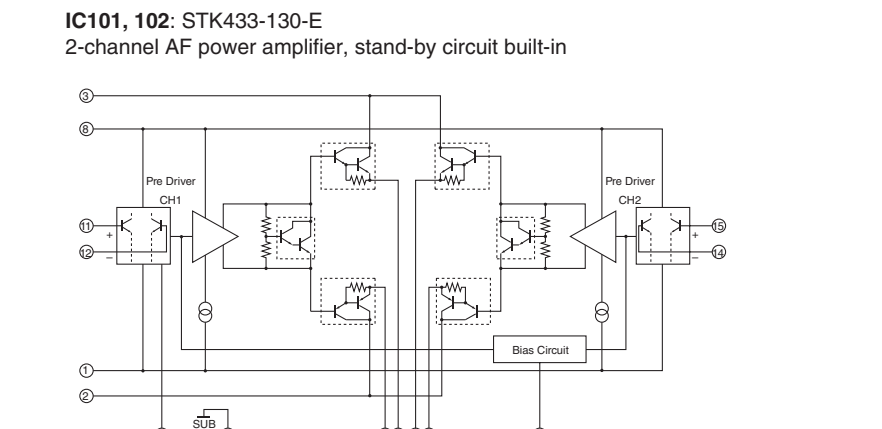 IC101, 102: STK433-130-E
2-channel AF power amplifier, stand-by circuit built-in
3
8
Pre Driver
CH1
Pre Driver
CH2
11
+
12
–
15
+
14
–
Bias Circuit
1
2
SUB